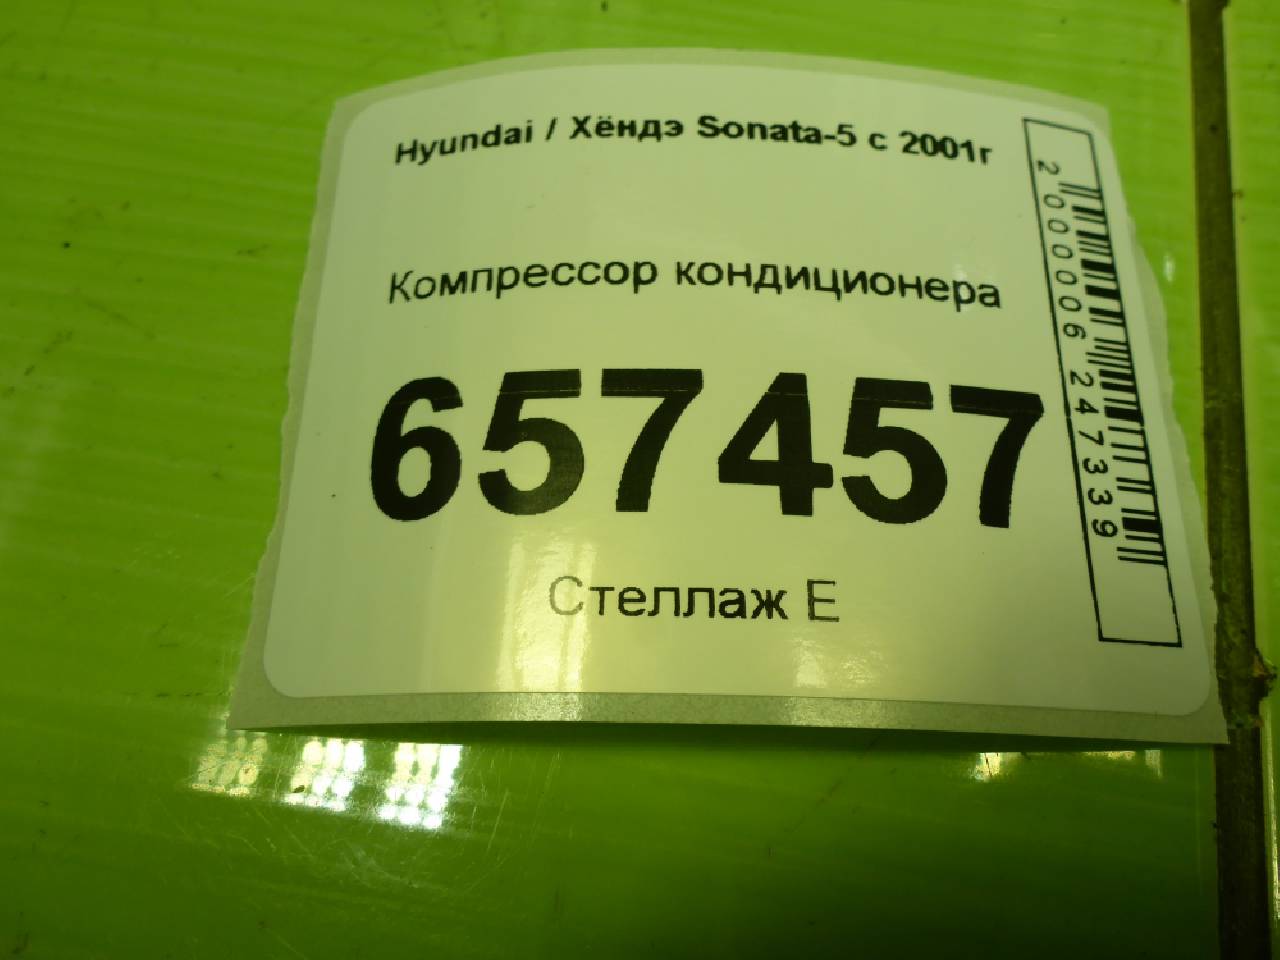 Hyundai / Хёндэ Sonata-5 с 2001г
Компрессор кондиционера
657457
Стеллаж Е
2000006247339